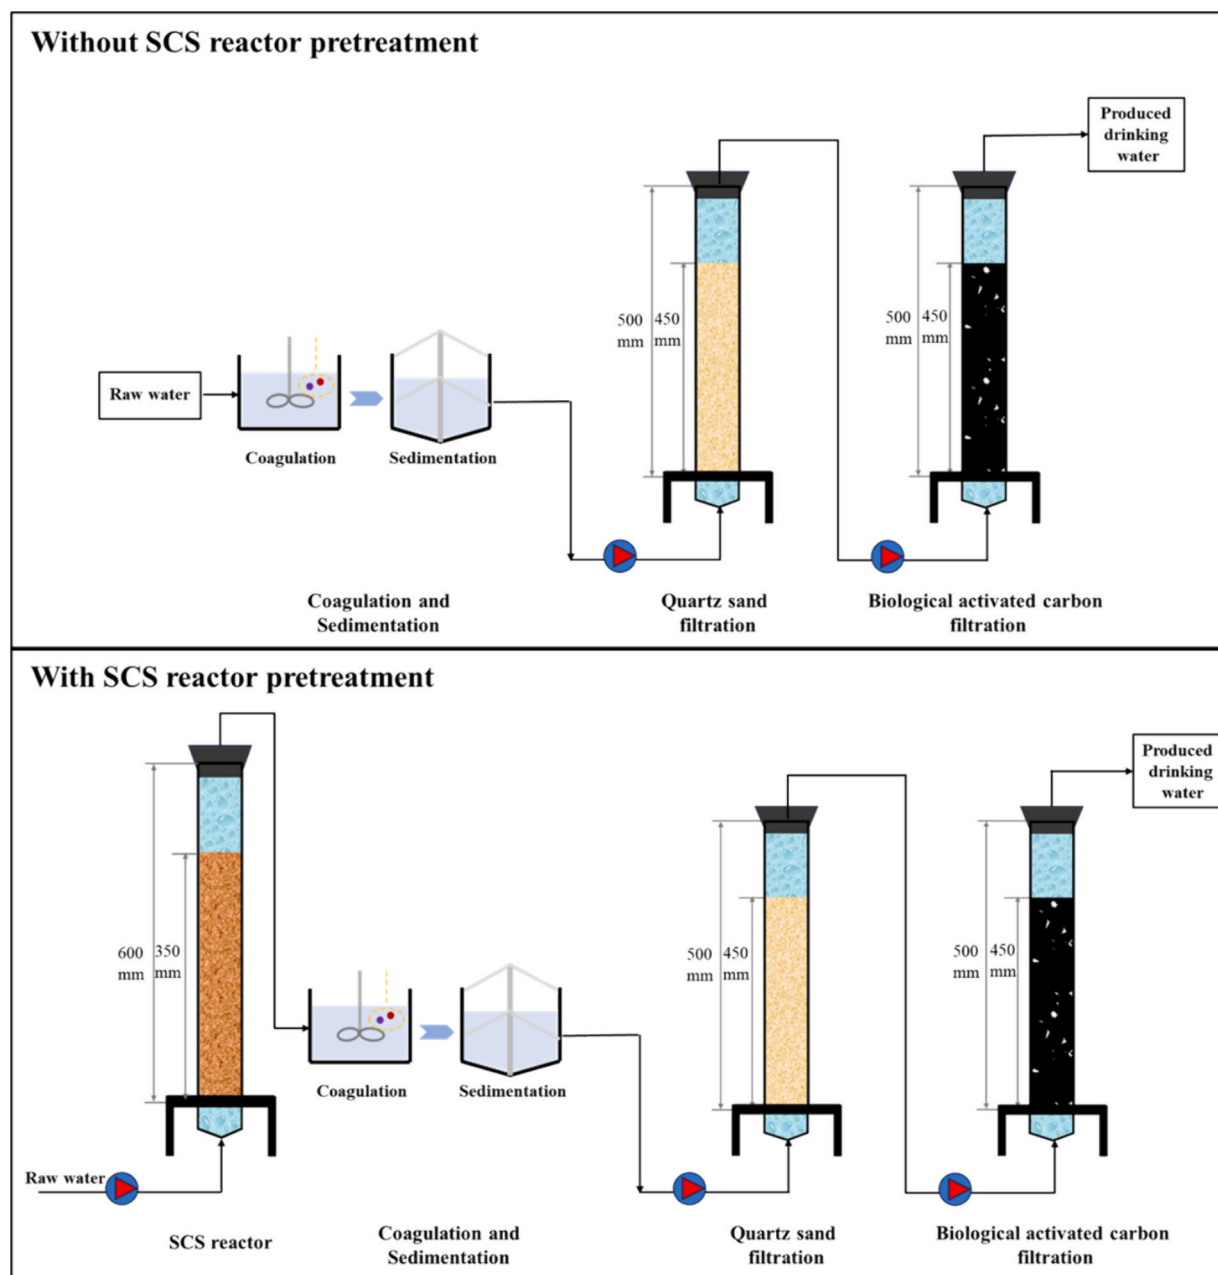 Without SCS reactor pretreatment
Produced
drinking
water
500
mm
450
mm
500
mm
450
mm
Raw water
Coagulation
Sedimentation
Coagulation and
Sedimentation
Quartz sand
filtration
Biological activated carbon
filtration
With SCS reactor pretreatment
Produced
drinking
water
600
mm
350
mm
500
mm
450
mm
500
mm
450
mm
Coagulation
Sedimentation
Raw water
SCS reactor
Coagulation and
Sedimentation
Quartz sand
filtration
Biological activated carbon
filtration